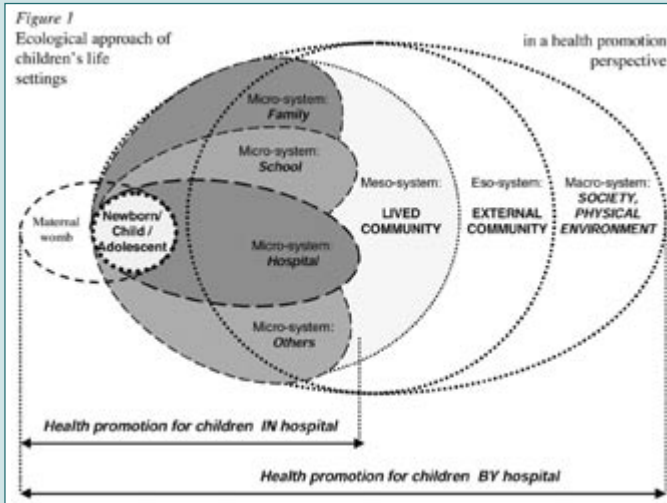 Figure 1
Ecological approach of
children's life
settings
in a health promotion
perspective
Micro-system:
Family
Micro-system:
School
Maternal
womb
Newborn/
Child /
Adolescent
Micro-system:
Hospital
Micro-system:
Others
Meso-system:
LIVED
COMMUNITY
Eso-system:
EXTERNAL
COMMUNITY
Macro-system:
SOCIETY,
PHYSICAL
ENVIRONMENT
Health promotion for children IN hospital
Health promotion for children BY hospital